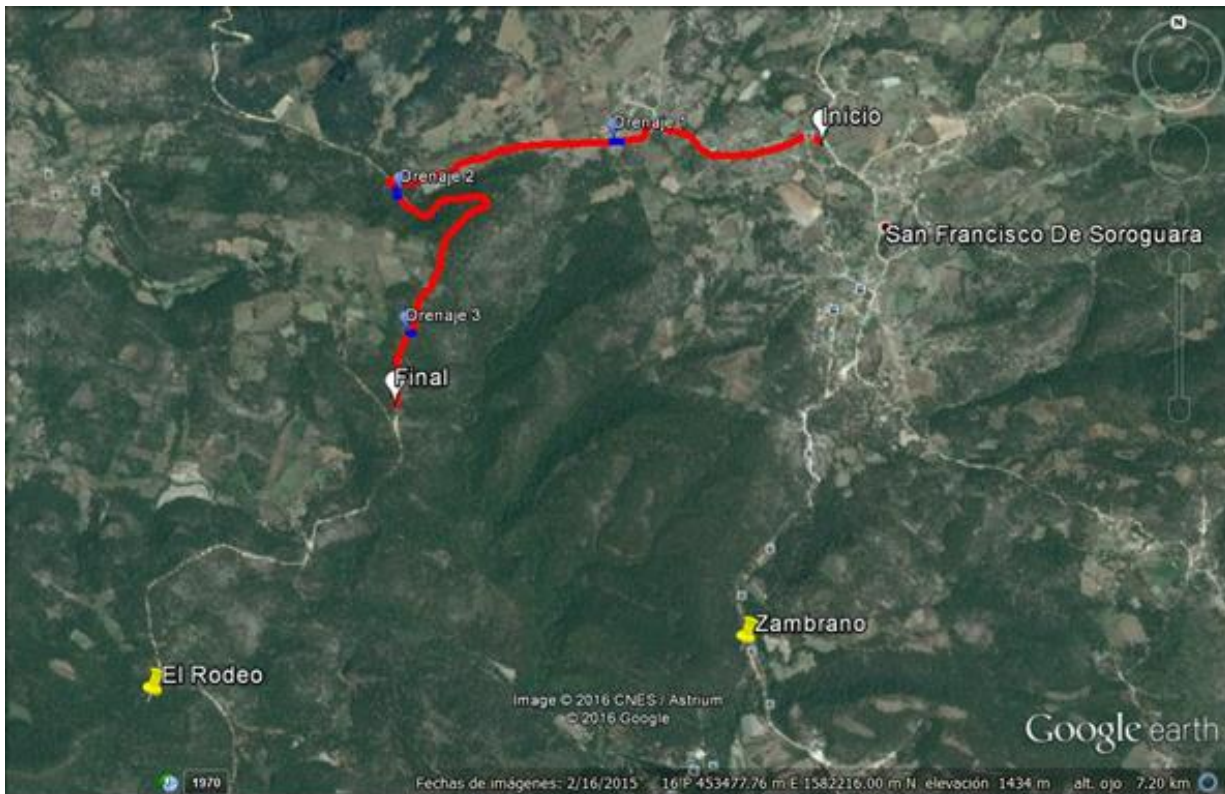 N
Inicio
Drenaje 1
Drenaje 2
San Francisco De Soroguara
Drenaje 3
Final
Zambrano
El Rodeo
Image © 2016 CNES / Astrium
© 2016 Google
Google earth
1970
Fechas de imágenes: 2/16/2015 16 P 453477.76 m E 1582216.00 m N elevación 1434 m alt. ojo 7.20 km